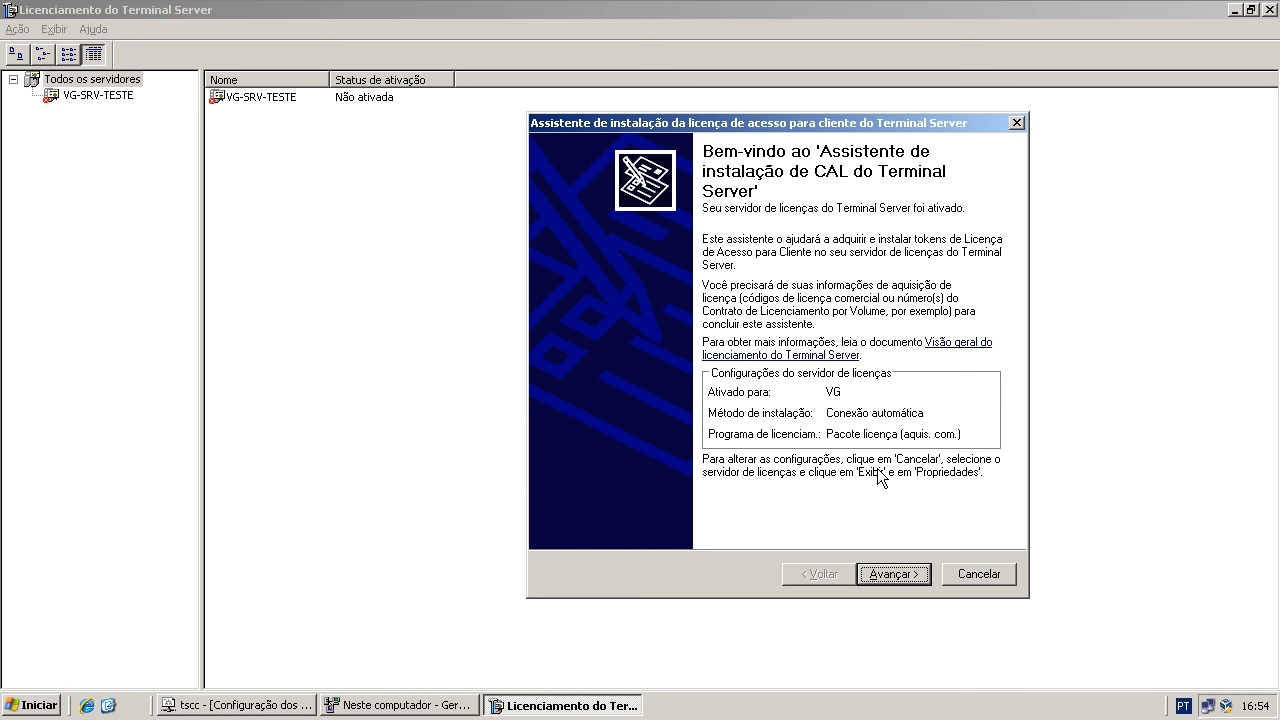 Licenciamento do Terminal Server
Ação Exibir Ajuda
Todos os servidores
VG-SRV-TESTE
Nome Status de ativação
VG-SRV-TESTE Não ativada
Assistente de instalação da licença de acesso para cliente do Terminal Server
Bem-vindo ao 'Assistente de
instalação de CAL do Terminal
Server'
Seu servidor de licenças do Terminal Server foi ativado.
Este assistente o ajudará a adquirir e instalar tokens de Licença
de Acesso para Cliente no seu servidor de licenças do Terminal
Server.
Você precisará de suas informações de aquisição de
licença (códigos de licença comercial ou número(s) do
Contrato de Licenciamento por Volume, por exemplo) para
concluir este assistente.
Para obter mais informações, leia o documento Visão geral do
licenciamento do Terminal Server.
Configurações do servidor de licenças
Ativado para: VG
Método de instalação: Conexão automática
Programa de licenciam.: Pacote licença (aquis. com.)
Para alterar as configurações, clique em 'Cancelar', selecione o
servidor de licenças e clique em 'Exibir' e em 'Propriedades'.
< Voltar Avançar > Cancelar
Iniciar tscc - [Configuração dos ... Neste computador - Ger... Licenciamento do Ter... PT 16:54